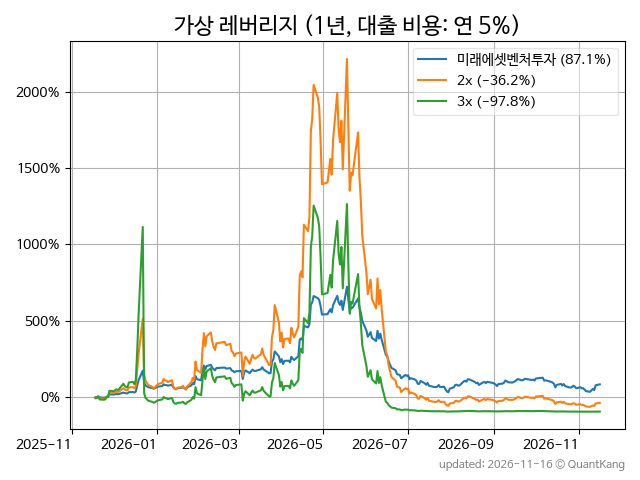 가상 레버리지 (1년, 대출 비용: 연 5%)
미래에셋벤처투자 (87.1%)
2x (-36.2%)
3x (-97.8%)
2000%
1500%
1000%
500%
0%
2025-11 2026-01 2026-03 2026-05 2026-07 2026-09 2026-11
updated: 2026-11-16 © QuantKang